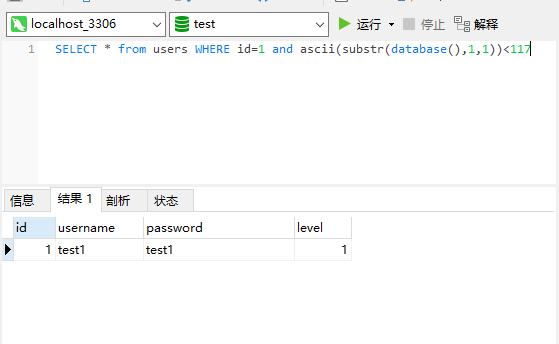 localhost_3306 test 运行 停止 解释
1 SELECT * from users WHERE id=1 and ascii(substr(database(),1,1))<117
信息 结果 1 剖析 状态
id username password level
1 test1 test1 1